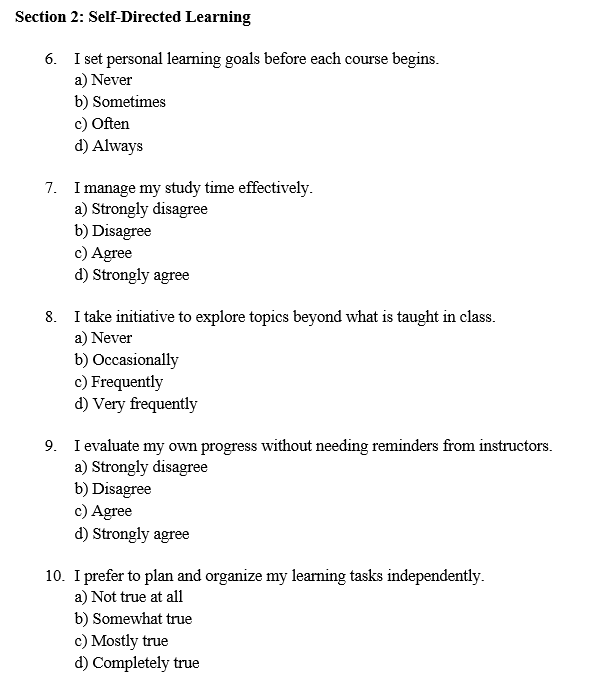 Section 2: Self-Directed Learning
6. I set personal learning goals before each course begins.
a) Never
b) Sometimes
c) Often
d) Always
7. I manage my study time effectively.
a) Strongly disagree
b) Disagree
c) Agree
d) Strongly agree
8. I take initiative to explore topics beyond what is taught in class.
a) Never
b) Occasionally
c) Frequently
d) Very frequently
9. I evaluate my own progress without needing reminders from instructors.
a) Strongly disagree
b) Disagree
c) Agree
d) Strongly agree
10. I prefer to plan and organize my learning tasks independently.
a) Not true at all
b) Somewhat true
c) Mostly true
d) Completely true